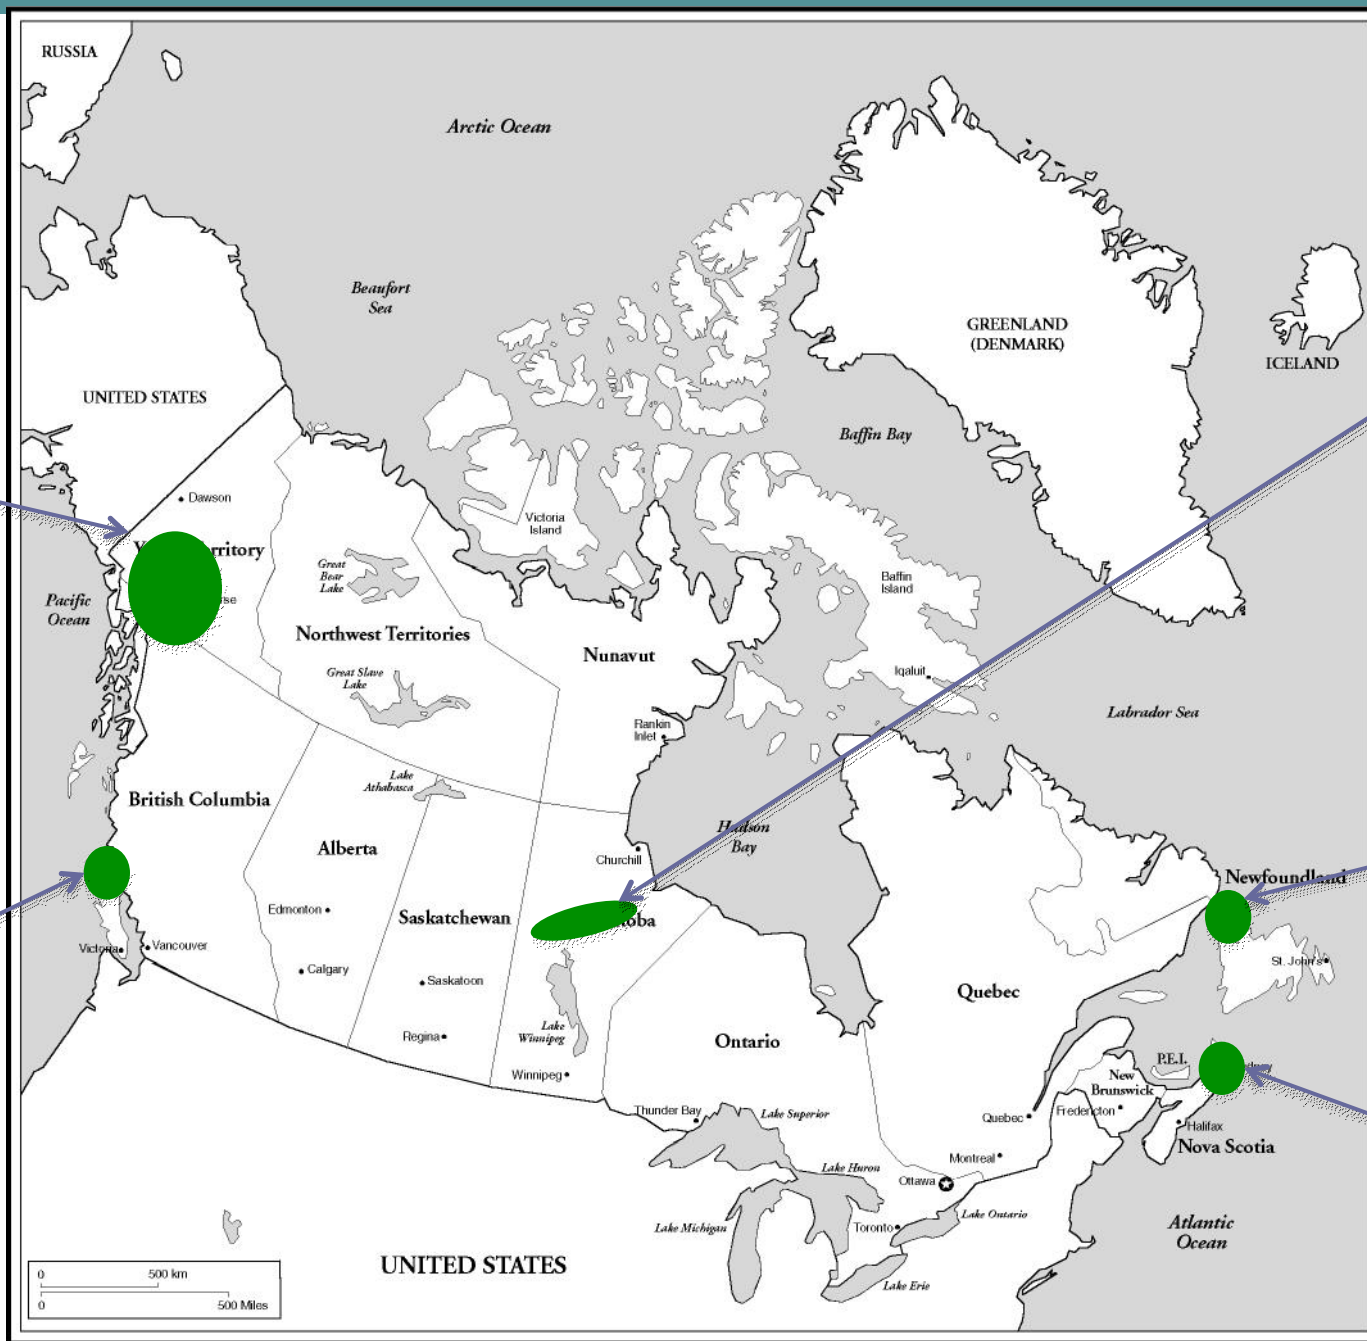 RUSSIA
Arctic Ocean
Beaufort
Sea
GREENLAND
(DENMARK)
ICELAND
UNITED STATES
Baffin Bay
Dawson
Victoria
Island
Great
Bear
Lake
Baffin
Island
Pacific
Ocean
Northwest Territories
Nunavut
Great Slave
Lake
Iqaluit
Labrador Sea
Rankin
Inlet
Lake
Athabasca
British Columbia
Hudson
Bay
Alberta
Churchill
Newfoundland
Edmonton
Saskatchewan
Victoria
Vancouver
St. John's
Calgary
Saskatoon
Quebec
Regina
Lake
Winnipeg
Ontario
P.E.I.
New
Brunswick
Winnipeg
Thunder Bay
Lake Superior
Quebec
Fredericton
Halifax
Nova Scotia
Montreal
Lake Huron
Ottawa
Lake Michigan
Toronto
Lake Ontario
Atlantic
Ocean
UNITED STATES
Lake Erie
0 500 km
0 500 Miles